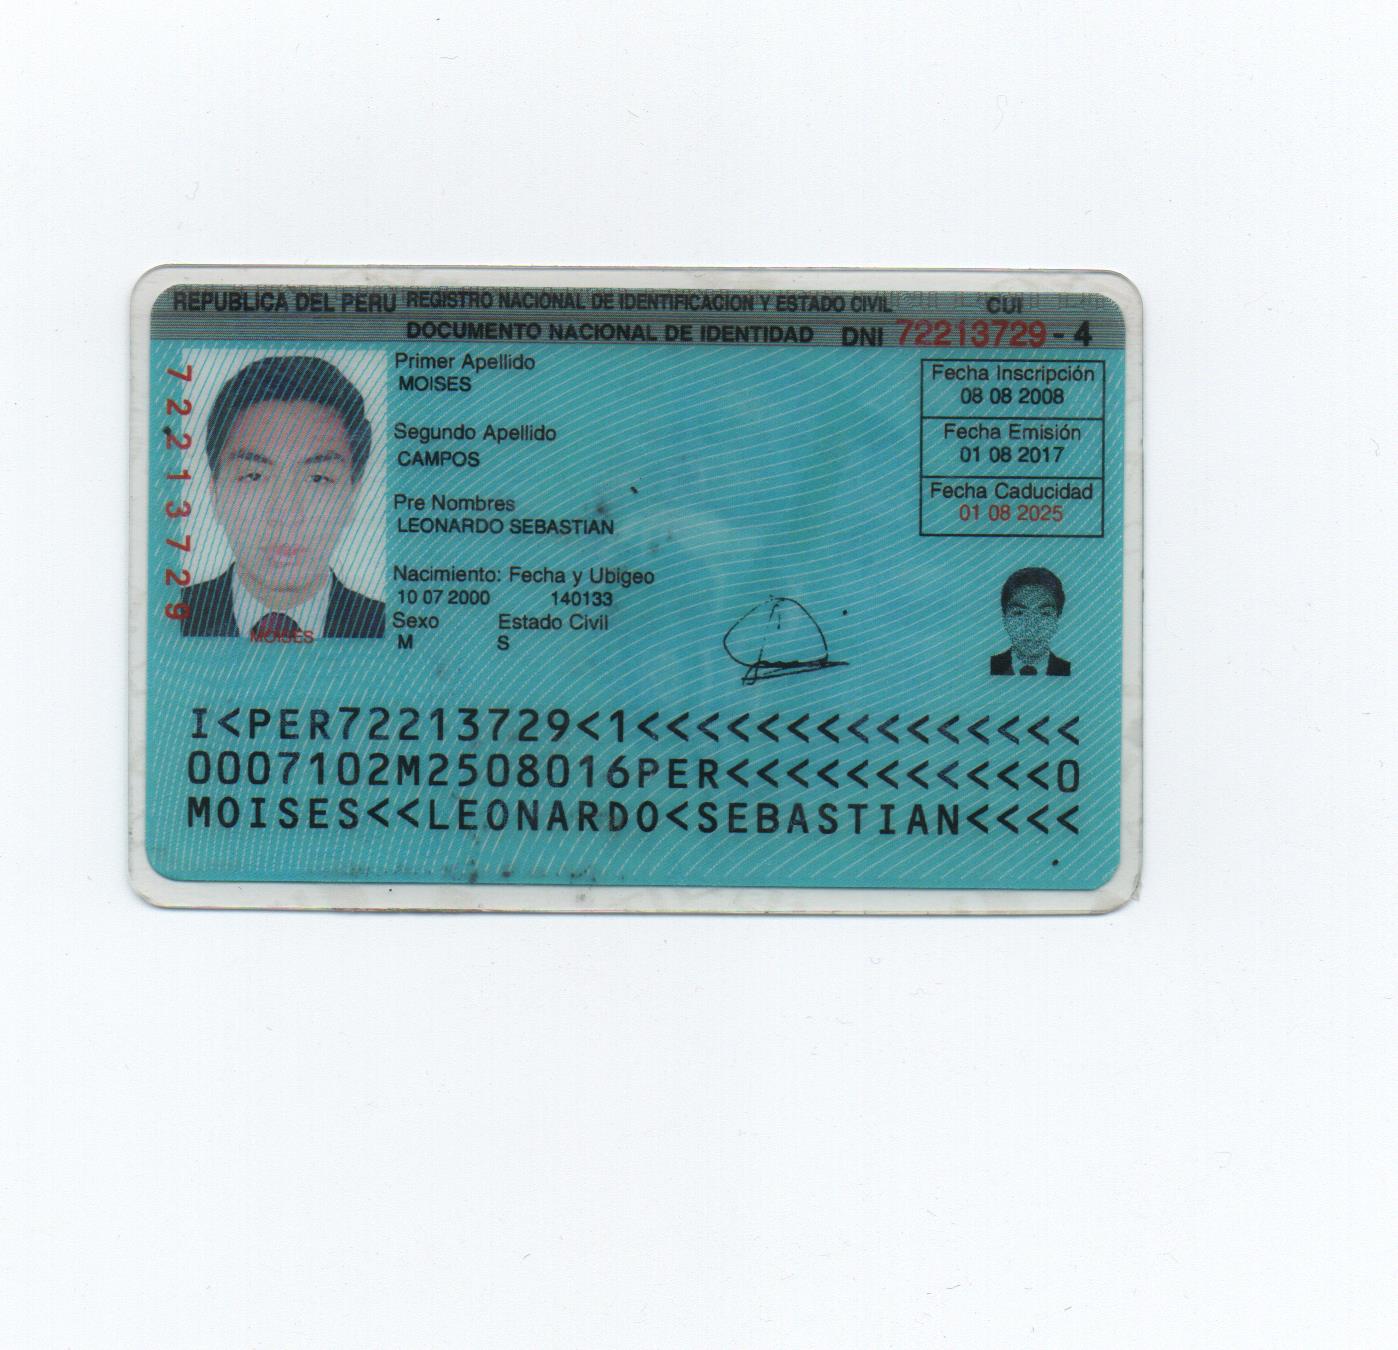 REPUBLICA DEL PERU REGISTRO NACIONAL DE IDENTIFICACION Y ESTADO CIVIL CUI
DOCUMENTO NACIONAL DE IDENTIDAD DNI 72213729 - 4
72213729
Primer Apellido
MOISES
Segundo Apellido
CAMPOS
Pre Nombres
LEONARDO SEBASTIAN
Nacimiento: Fecha y Ubigeo
10 07 2000 140133
Sexo Estado Civil
M S
MOISES
Fecha Inscripción
08 08 2008
Fecha Emisión
01 08 2017
Fecha Caducidad
01 08 2025
I<PER72213729<1<<<<<<<<<<<<<<<
0007102M2508016PER<<<<<<<<<<<0
MOISES<<LEONARDO<SEBASTIAN<<<<